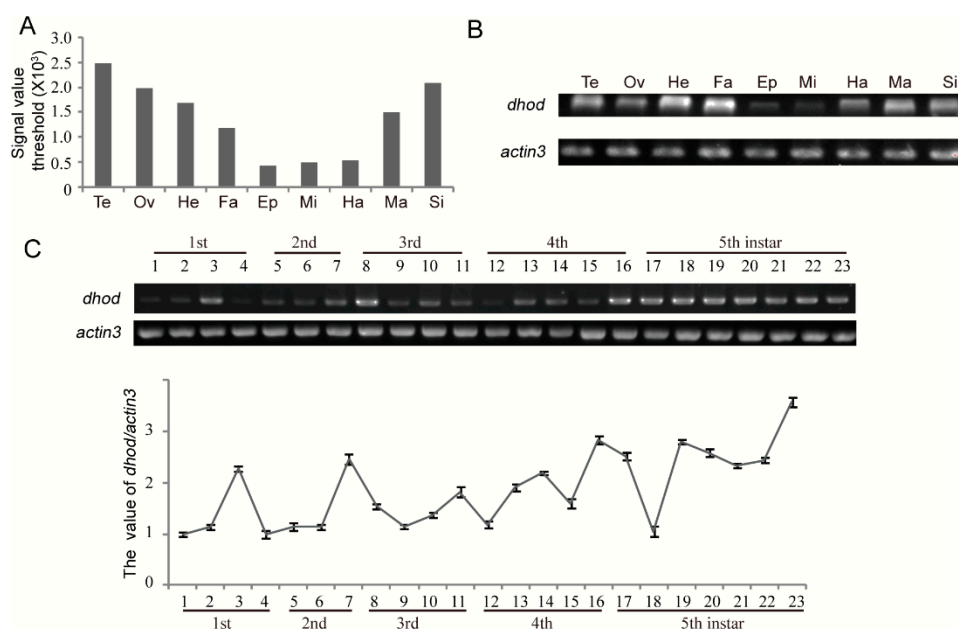 A
Signal value
threshold (X10³)
3.0
2.5
2.0
1.5
1.0
0.5
0
Te Ov He Fa Ep Mi Ha Ma Si
B
Te Ov He Fa Ep Mi Ha Ma Si
dhod
actin3
C
1st 2nd 3rd 4th 5th instar
1 2 3 4 5 6 7 8 9 10 11 12 13 14 15 16 17 18 19 20 21 22 23
dhod
actin3
The value of dhod/actin3
3
2
1
0
1 2 3 4 5 6 7 8 9 10 11 12 13 14 15 16 17 18 19 20 21 22 23
1st 2nd 3rd 4th 5th instar